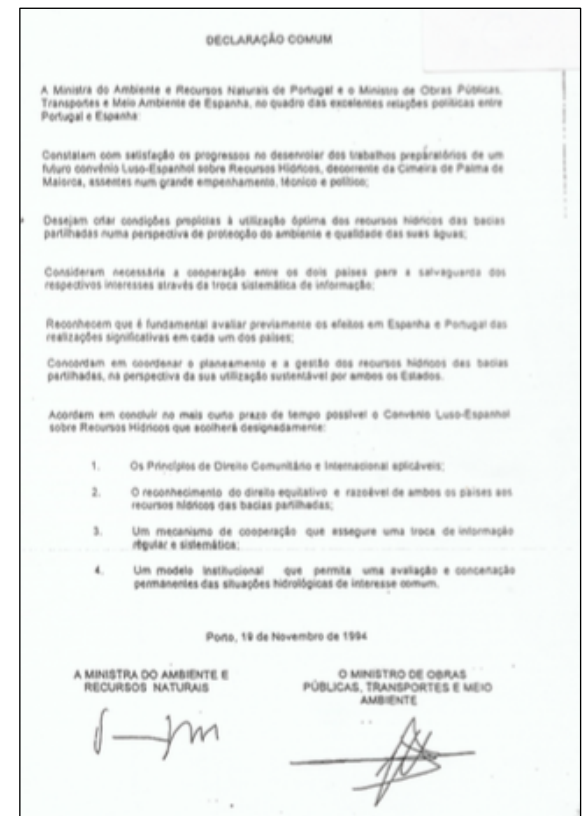 DECLARAÇÃO COMUM
A Ministra do Ambiente e Recursos Naturais de Portugal e o Ministro de Obras Públicas,
Transportes e Meio Ambiente de Espanha, no quadro das excelentes relações políticas entre
Portugal e Espanha:
Constatam com satisfação os progressos no desenrolar dos trabalhos preparatórios de um
futuro convénio Luso-Espanhol sobre Recursos Hídricos, decorrente da Cimeira de Palma de
Maiorca, assentes num grande empenhamento, técnico e político;
Desejam criar condições propícias à utilização óptima dos recursos hídricos das bacias
partilhadas numa perspectiva de protecção do ambiente e qualidade das suas águas;
Consideram necessária a cooperação entre os dois países para a salvaguarda dos
respectivos interesses através da troca sistemática de informação;
Reconhecem que é fundamental avaliar previamente os efeitos em Espanha e Portugal das
realizações significativas em cada um dos países;
Concordam em coordenar o planeamento e a gestão dos recursos hídricos das bacias
partilhadas, na perspectiva da sua utilização sustentável por ambos os Estados.
Acordam em concluir no mais curto prazo de tempo possível o Convénio Luso-Espanhol
sobre Recursos Hídricos que acolherá designadamente:
1. Os Princípios de Direito Comunitário e Internacional aplicáveis;
2. O reconhecimento do direito equitativo e razoável de ambos os países aos
recursos hídricos das bacias partilhadas;
3. Um mecanismo de cooperação que assegure uma troca de informação
regular e sistemática;
4. Um modelo Institucional que permita uma avaliação e concertação
permanentes das situações hidrológicas de interesse comum.
Porto, 19 de Novembro de 1994
A MINISTRA DO AMBIENTE E
RECURSOS NATURAIS
O MINISTRO DE OBRAS
PÚBLICAS, TRANSPORTES E MEIO
AMBIENTE